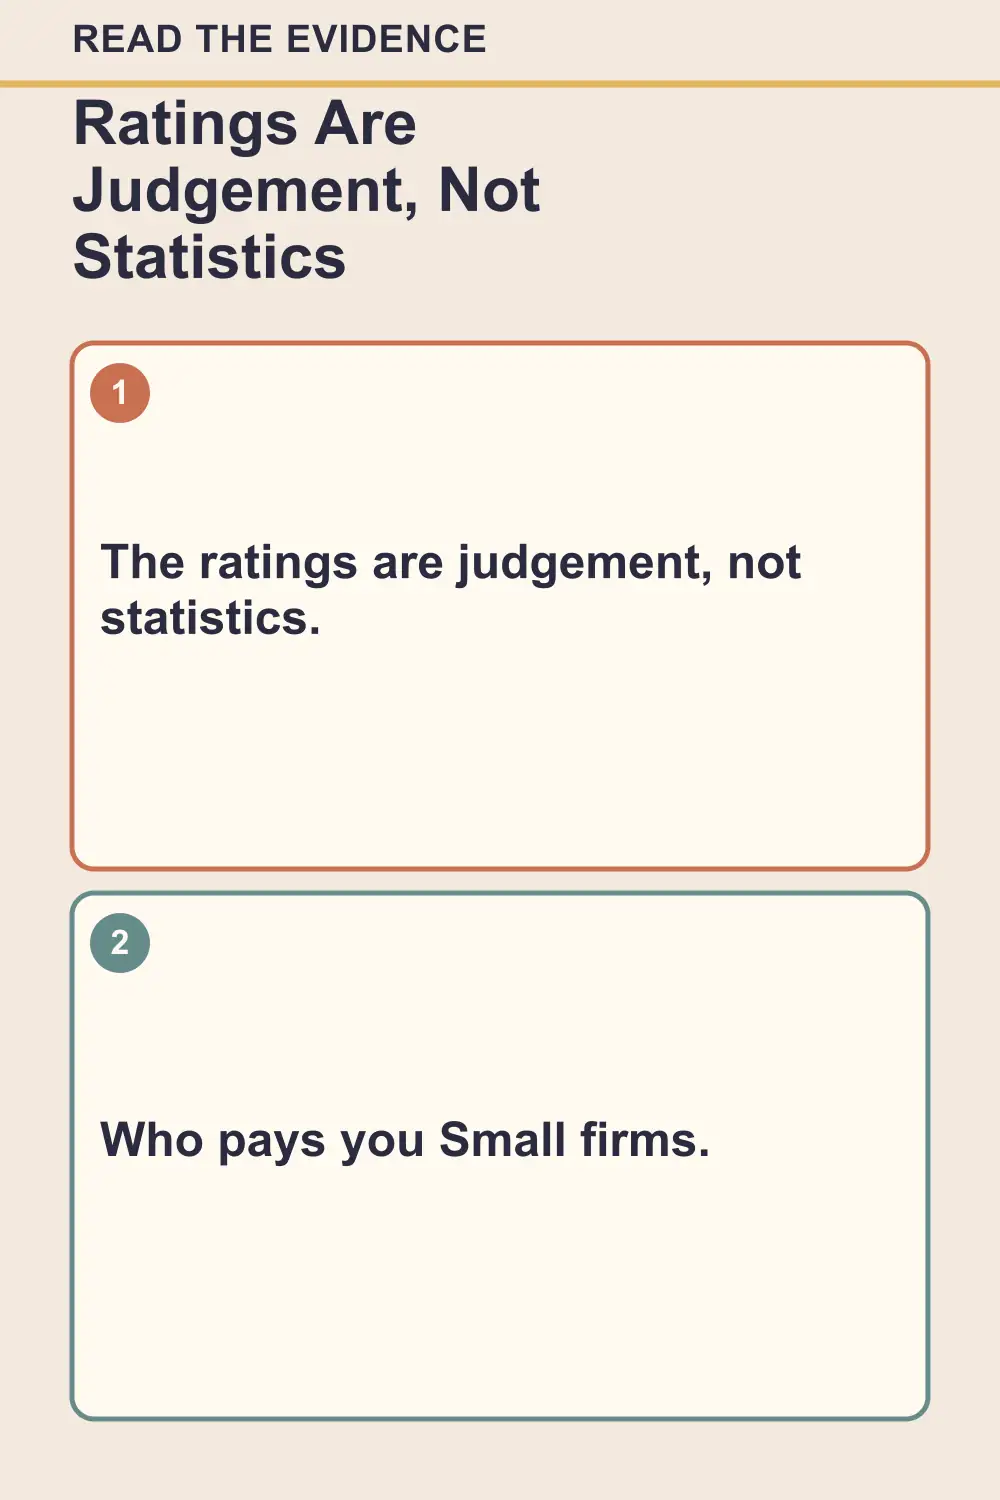 READ THE EVIDENCE
Ratings Are
Judgement, Not
Statistics
1
The ratings are judgement, not
statistics.
2
Who pays you Small firms.